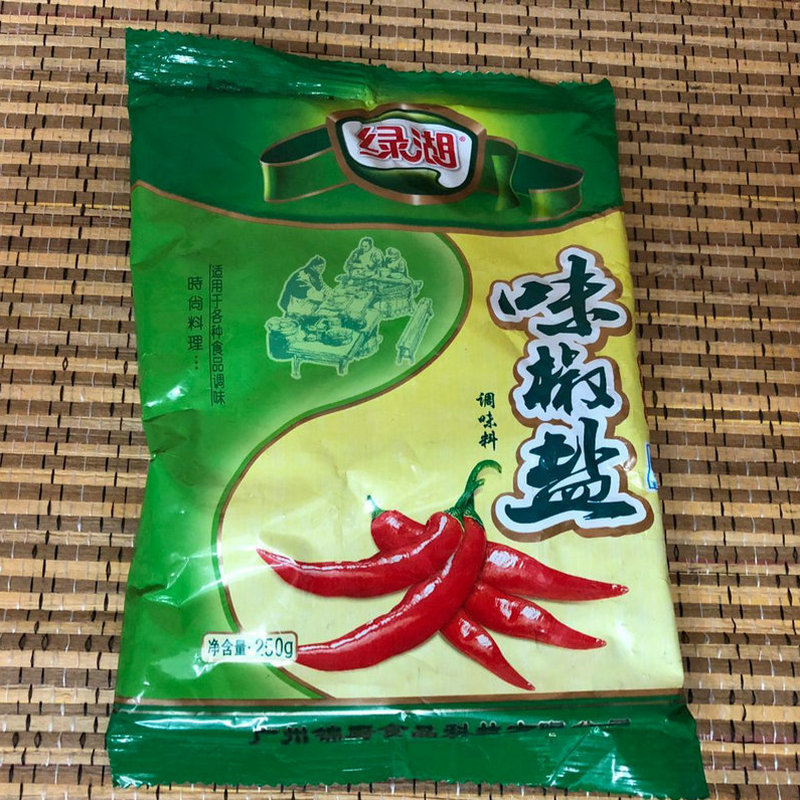 绿湖®
味椒盐
调味料
适用于各种食品调味
時尚料理...
净含量·250g